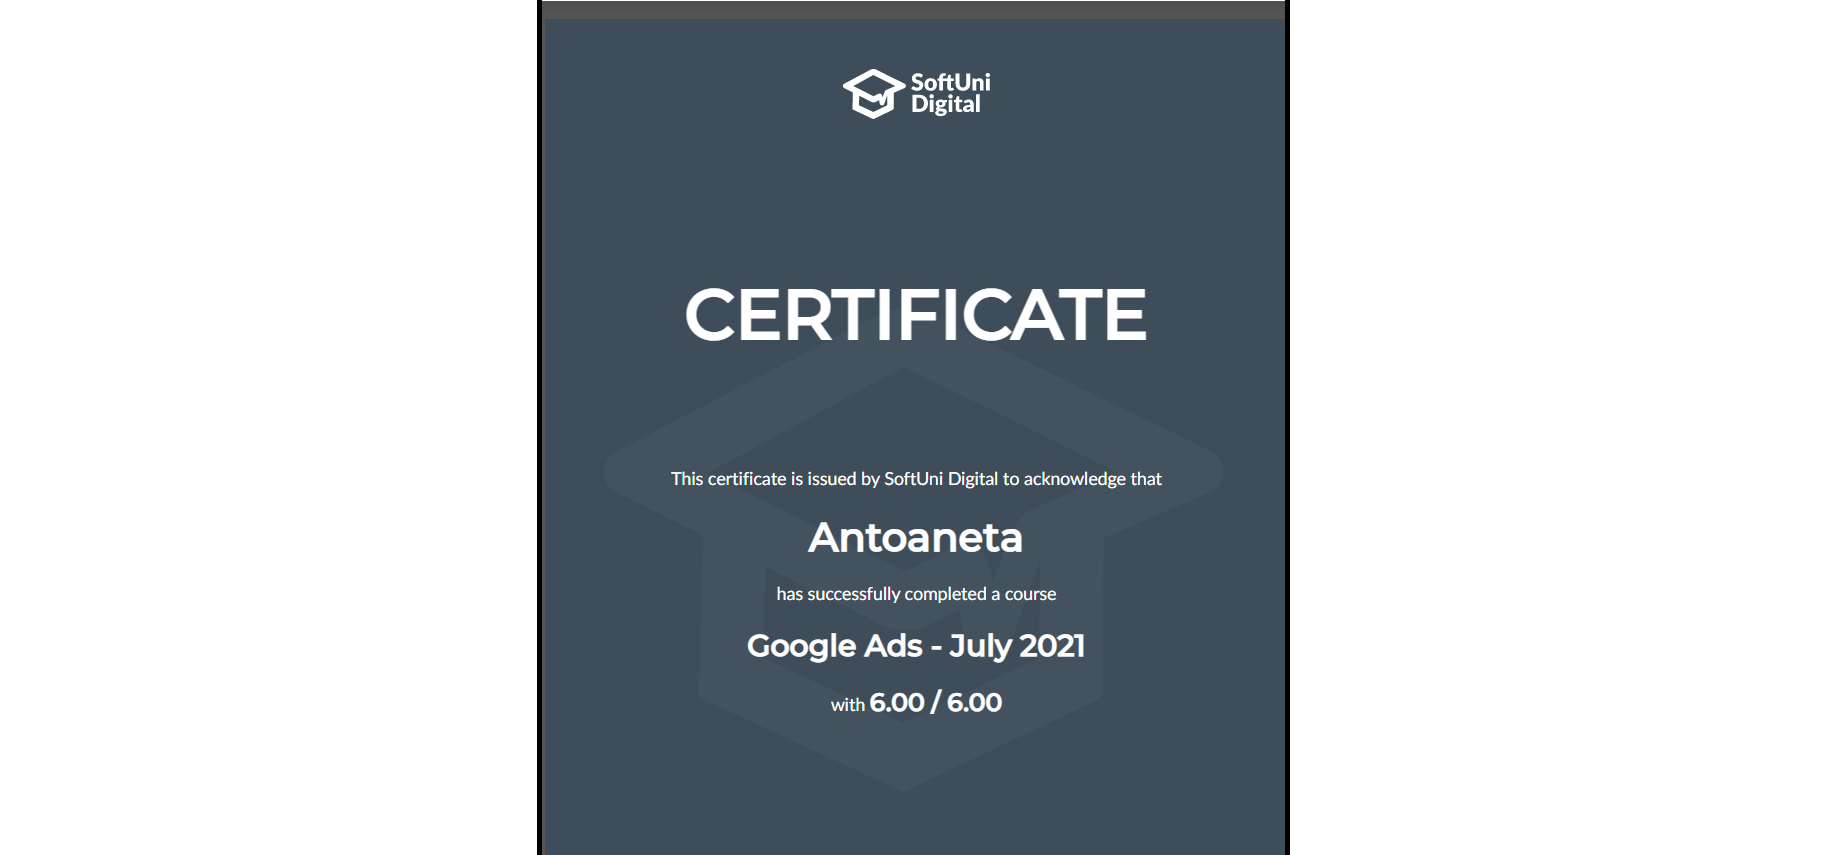 SoftUni
Digital
CERTIFICATE
This certificate is issued by SoftUni Digital to acknowledge that
Antoaneta
has successfully completed a course
Google Ads - July 2021
with 6.00 / 6.00